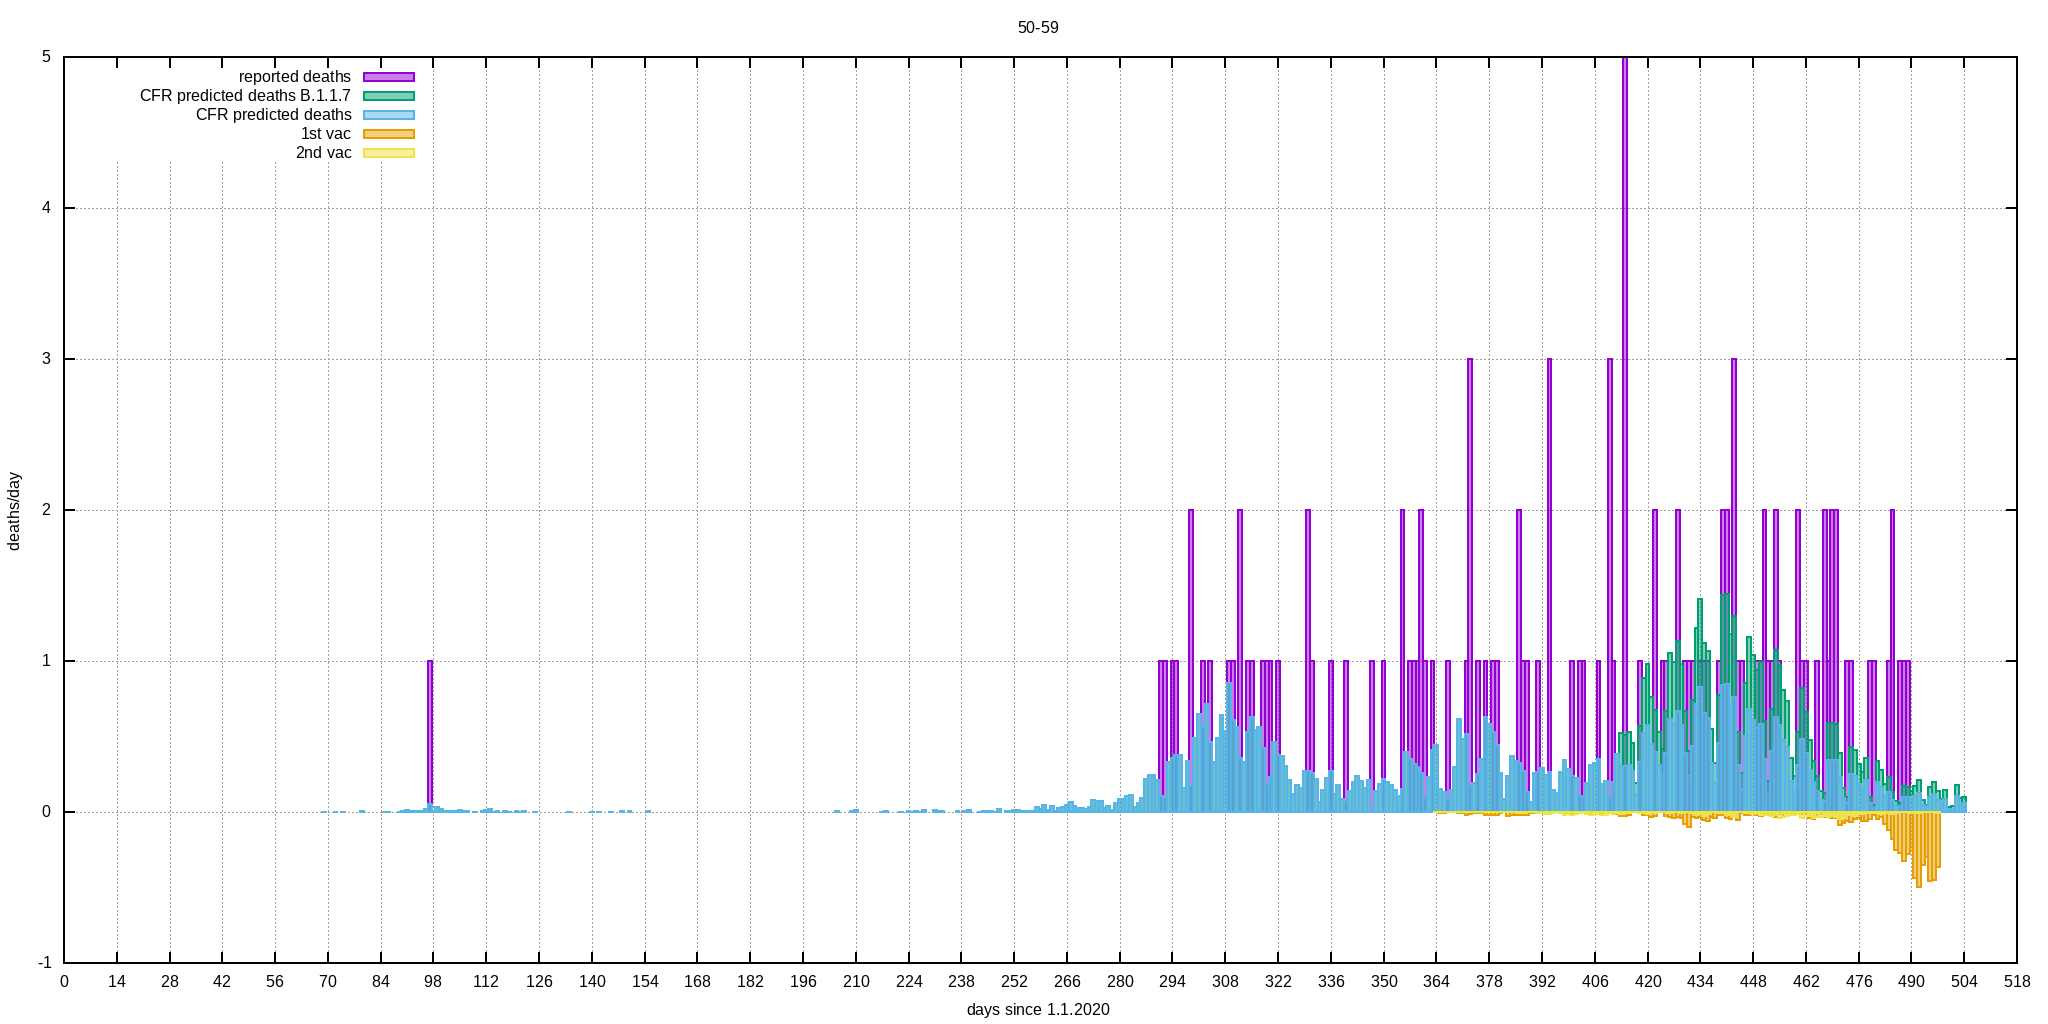 50-59
reported deaths
CFR predicted deaths B.1.1.7
CFR predicted deaths
1st vac
2nd vac
5
4
3
2
1
0
-1
deaths/day
0 14 28 42 56 70 84 98 112 126 140 154 168 182 196 210 224 238 252 266 280 294 308 322 336 350 364 378 392 406 420 434 448 462 476 490 504 518
days since 1.1.2020